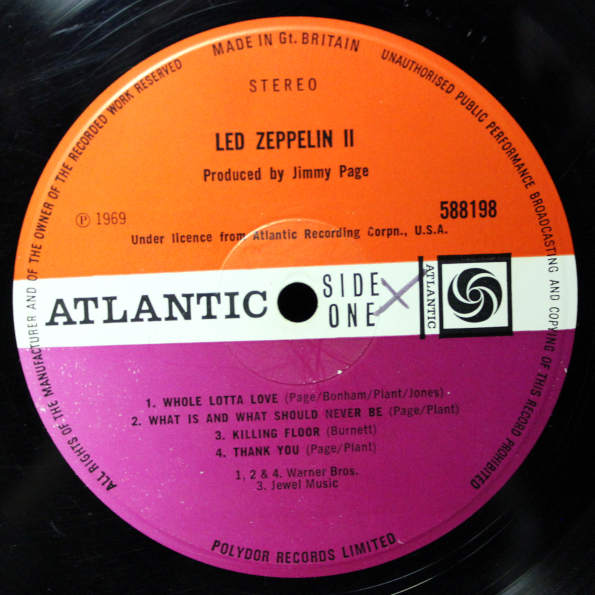 MADE IN Gt. BRITAIN
ALL RIGHTS OF THE MANUFACTURER AND OF THE OWNER OF THE RECORDED WORK RESERVED
UNAUTHORISED PUBLIC PERFORMANCE BROADCASTING AND COPYING OF THIS RECORD PROHIBITED
STEREO
LED ZEPPELIN II
Produced by Jimmy Page
℗ 1969
588198
Under licence from Atlantic Recording Corpn., U.S.A.
ATLANTIC
SIDE
ONE
ATLANTIC
1. WHOLE LOTTA LOVE (Page/Bonham/Plant/Jones)
2. WHAT IS AND WHAT SHOULD NEVER BE (Page/Plant)
3. KILLING FLOOR (Burnett)
4. THANK YOU (Page/Plant)
1, 2 & 4. Warner Bros.
3. Jewel Music
POLYDOR RECORDS LIMITED